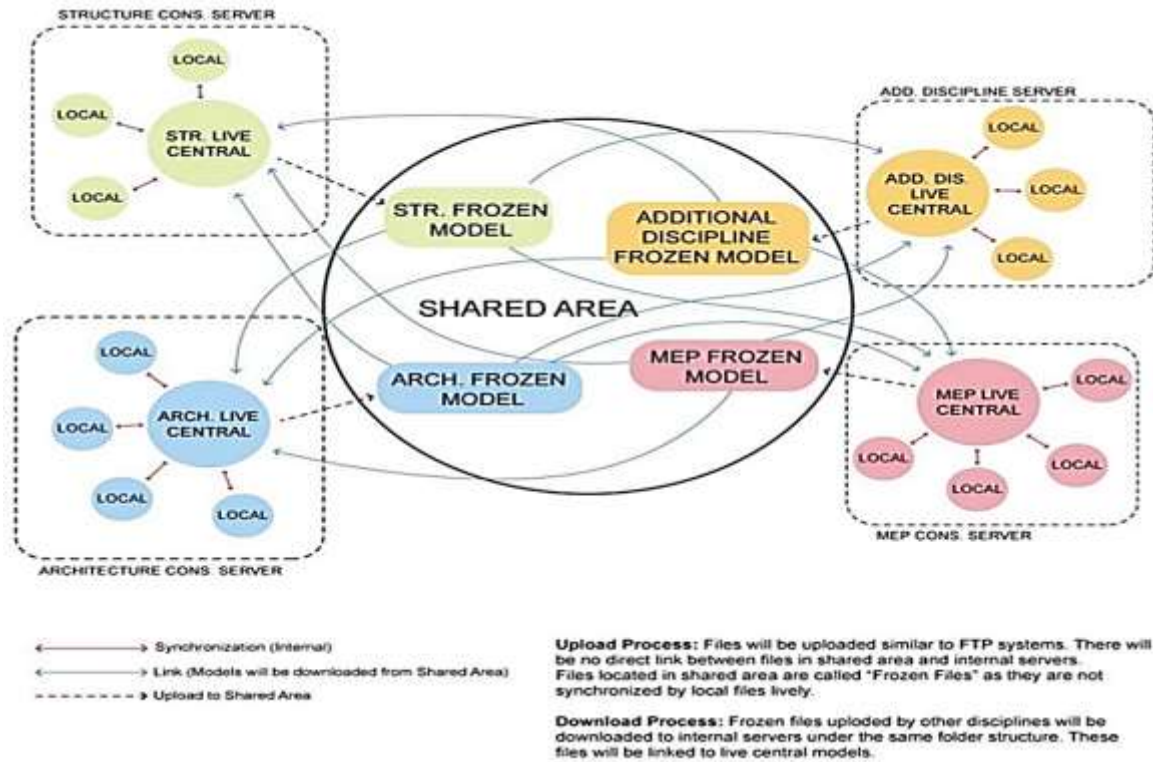 STRUCTURE CONS. SERVER
LOCAL
LOCAL
STR. LIVE
CENTRAL
LOCAL
ADD. DISCIPLINE SERVER
LOCAL
ADD. DIS.
LIVE
CENTRAL
LOCAL
LOCAL
STR. FROZEN
MODEL
ADDITIONAL
DISCIPLINE
FROZEN MODEL
SHARED AREA
ARCH. FROZEN
MODEL
MEP FROZEN
MODEL
LOCAL
LOCAL
ARCH. LIVE
CENTRAL
LOCAL
LOCAL
ARCHITECTURE CONS. SERVER
MEP LIVE
CENTRAL
LOCAL
LOCAL
LOCAL
LOCAL
MEP CONS. SERVER
Synchronization (Internal)
Link (Models will be downloaded from Shared Area)
Upload to Shared Area
Upload Process: Files will be uploaded similar to FTP systems. There will
be no direct link between files in shared area and internal servers.
Files located in shared area are called "Frozen Files" as they are not
synchronized by local files lively.
Download Process: Frozen files uploded by other disciplines will be
downloaded to internal servers under the same folder structure. These
files will be linked to live central models.